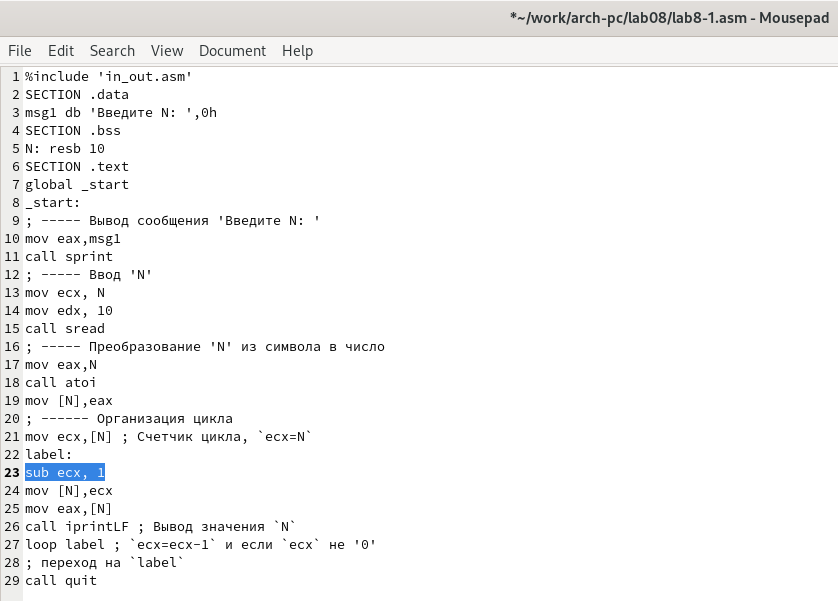 *~/work/arch-pc/lab08/lab8-1.asm - Mousepad
File Edit Search View Document Help
1 %include 'in_out.asm'
2 SECTION .data
3 msg1 db 'Введите N: ',0h
4 SECTION .bss
5 N: resb 10
6 SECTION .text
7 global _start
8 _start:
9 ; ----- Вывод сообщения 'Введите N: '
10 mov eax,msg1
11 call sprint
12 ; ----- Ввод 'N'
13 mov ecx, N
14 mov edx, 10
15 call sread
16 ; ----- Преобразование 'N' из символа в число
17 mov eax,N
18 call atoi
19 mov [N],eax
20 ; ------ Организация цикла
21 mov ecx,[N] ; Счетчик цикла, `ecx=N`
22 label:
23 sub ecx, 1
24 mov [N],ecx
25 mov eax,[N]
26 call iprintLF ; Вывод значения `N`
27 loop label ; `ecx=ecx-1` и если `ecx` не '0'
28 ; переход на `label`
29 call quit